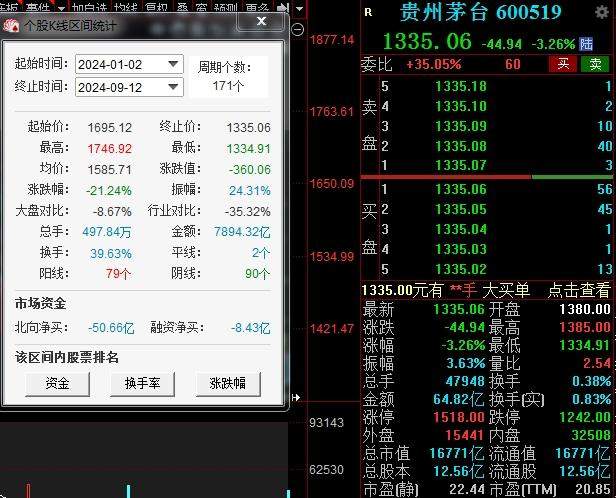 事件 加自选 均线 复权 叠 窗 预测 更多
个股K线区间统计
起始时间: 2024-01-02
终止时间: 2024-09-12
周期个数:
171个
起始价: 1695.12 终止价: 1335.06
最高: 1746.92 最低: 1334.91
均价: 1585.71 涨跌值: -360.06
涨跌幅: -21.24% 振幅: 24.31%
大盘对比: -8.67% 行业对比: -35.32%
总手: 497.84万 金额: 7894.32亿
换手: 39.63% 平线: 2个
阳线: 79个 阴线: 90个
市场资金
北向净买: -50.66亿 融资净买: -8.43亿
该区间内股票排名
资金 换手率 涨跌幅
1877.14
1763.61
1650.09
1534.99
1421.47
93143
62530
R 贵州茅台 600519
1335.06 -44.94 -3.26% 陆
委比 +35.05% 60 买 卖
卖盘
5 1335.18 1
4 1335.10 2
3 1335.09 10
2 1335.08 40
1 1335.07 3
买盘
1 1335.06 56
2 1335.05 45
3 1335.04 1
4 1335.03 1
5 1335.02 13
1335.00元有 **手 大买单 点击查看
最新 1335.06 开盘 1380.00
涨跌 -44.94 最高 1385.00
涨幅 -3.26% 最低 1334.91
振幅 3.63% 量比 2.54
总手 47948 换手 0.38%
金额 64.82亿 换手(实) 0.83%
涨停 1518.00 跌停 1242.00
外盘 15441 内盘 32508
总市值 16771亿 流通值 16771亿
总股本 12.56亿 流通股 12.56亿
市盈(静) 22.44 市盈(TTM) 20.85